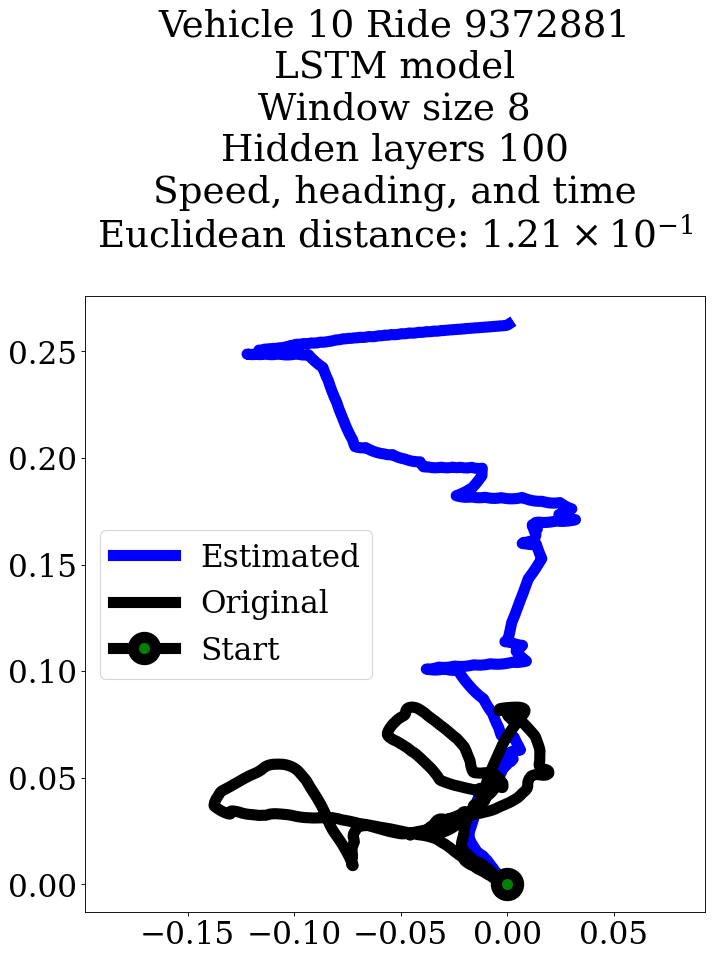 Vehicle 10 Ride 9372881
LSTM model
Window size 8
Hidden layers 100
Speed, heading, and time
Euclidean distance: 1.21 × 10⁻¹
0.25
0.20
0.15
0.10
0.05
0.00
Estimated
Original
Start
−0.15 −0.10 −0.05 0.00 0.05